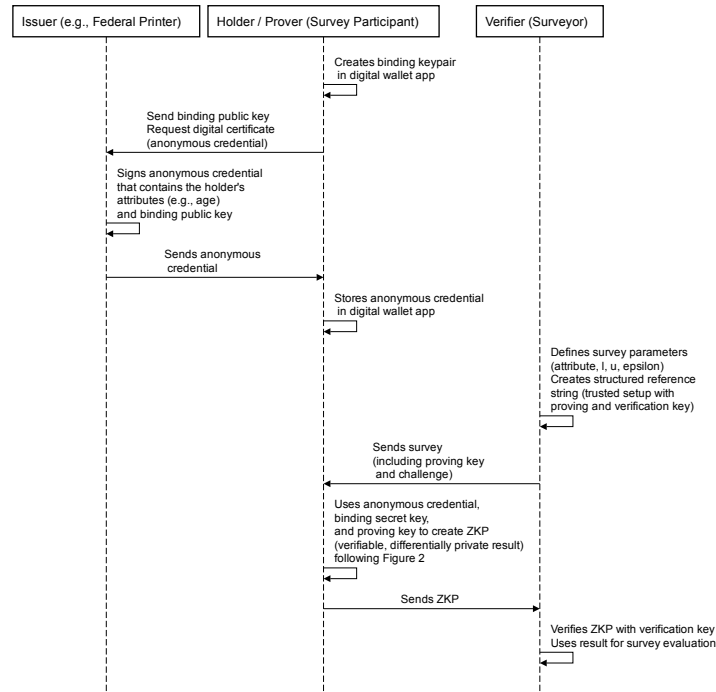 Issuer (e.g., Federal Printer)
Holder / Prover (Survey Participant)
Verifier (Surveyor)
Creates binding keypair
in digital wallet app
Send binding public key
Request digital certificate
(anonymous credential)
Signs anonymous credential
that contains the holder's
attributes (e.g., age)
and binding public key
Sends anonymous
credential
Stores anonymous credential
in digital wallet app
Defines survey parameters
(attribute, l, u, epsilon)
Creates structured reference
string (trusted setup with
proving and verification key)
Sends survey
(including proving key
and challenge)
Uses anonymous credential,
binding secret key,
and proving key to create ZKP
(verifiable, differentially private result)
following Figure 2
Sends ZKP
Verifies ZKP with verification key
Uses result for survey evaluation